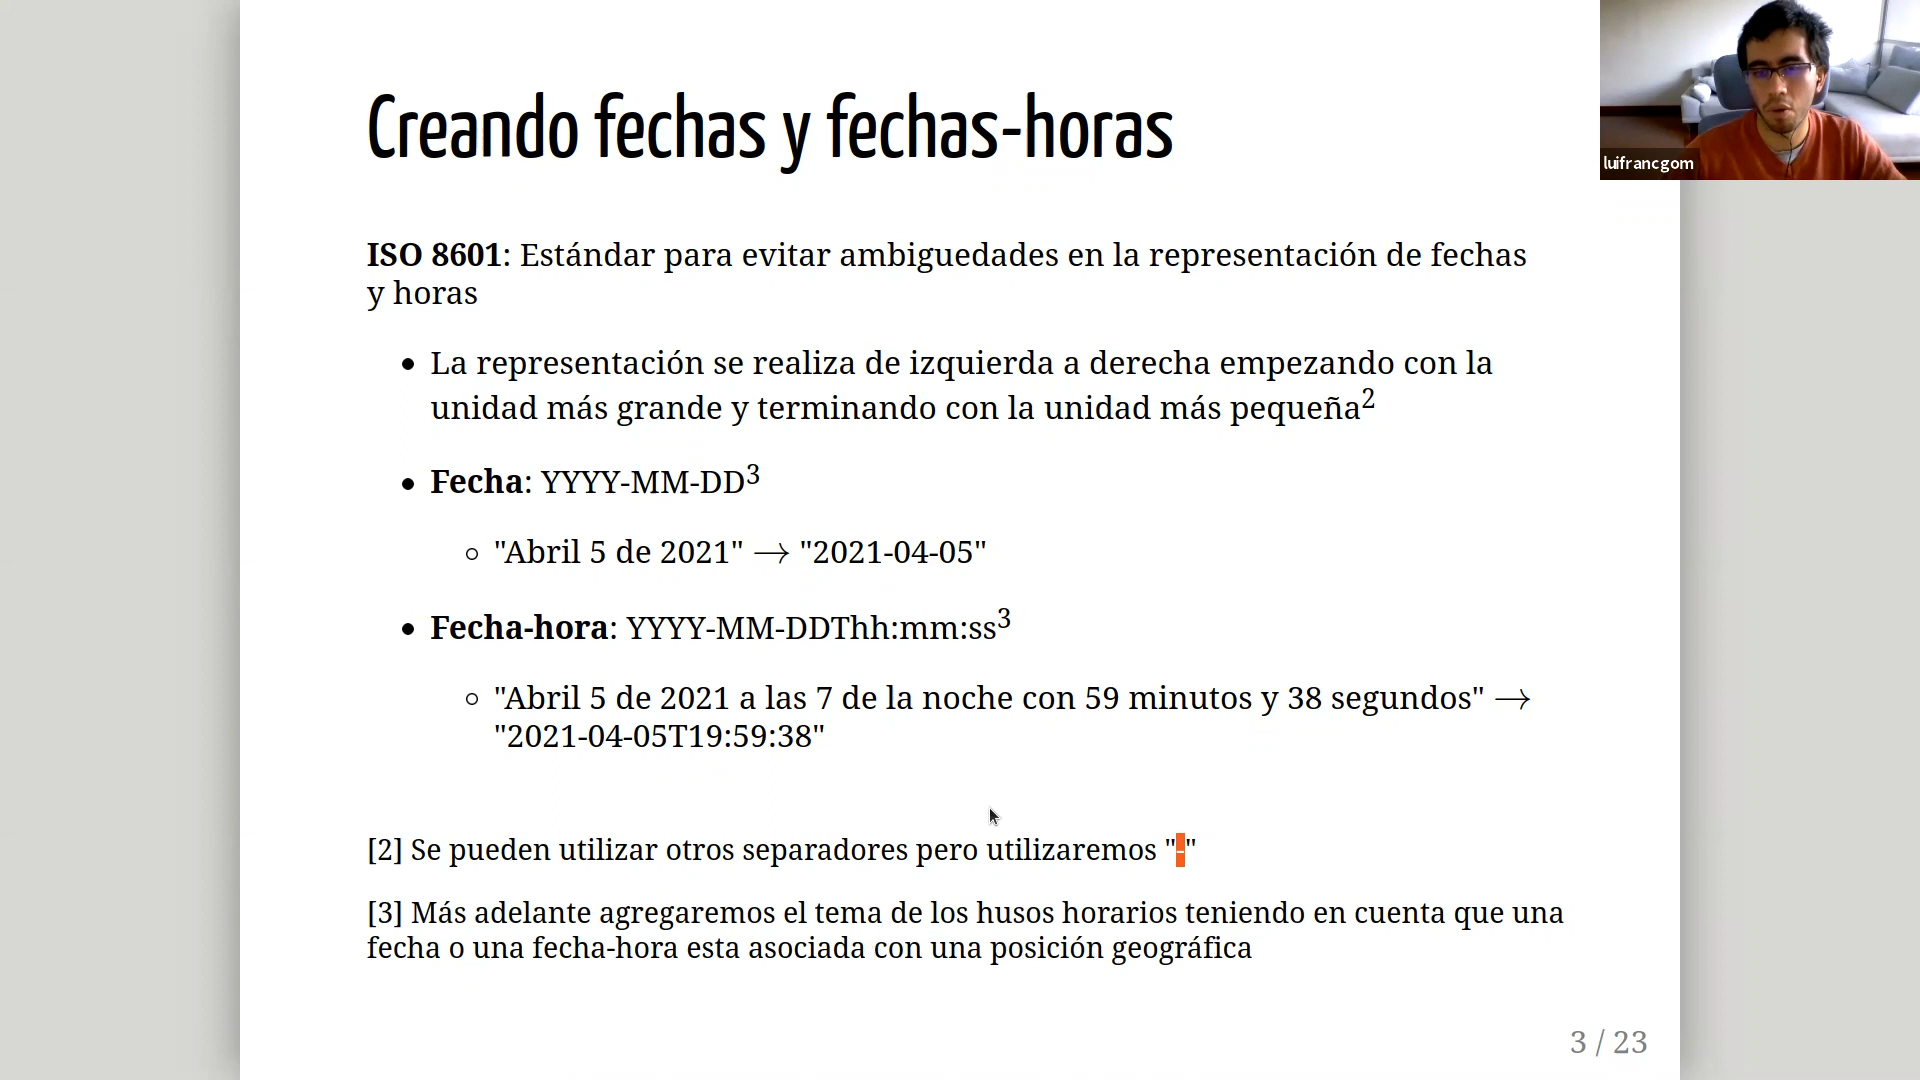 Creando fechas y fechas-horas
luifrancgom
ISO 8601: Estándar para evitar ambiguedades en la representación de fechas
y horas
La representación se realiza de izquierda a derecha empezando con la
unidad más grande y terminando con la unidad más pequeña2
Fecha: YYYY-MM-DD3
"Abril 5 de 2021" → "2021-04-05"
Fecha-hora: YYYY-MM-DDThh:mm:ss3
"Abril 5 de 2021 a las 7 de la noche con 59 minutos y 38 segundos" →
"2021-04-05T19:59:38"
[2] Se pueden utilizar otros separadores pero utilizaremos "-"
[3] Más adelante agregaremos el tema de los husos horarios teniendo en cuenta que una
fecha o una fecha-hora esta asociada con una posición geográfica
3 / 23